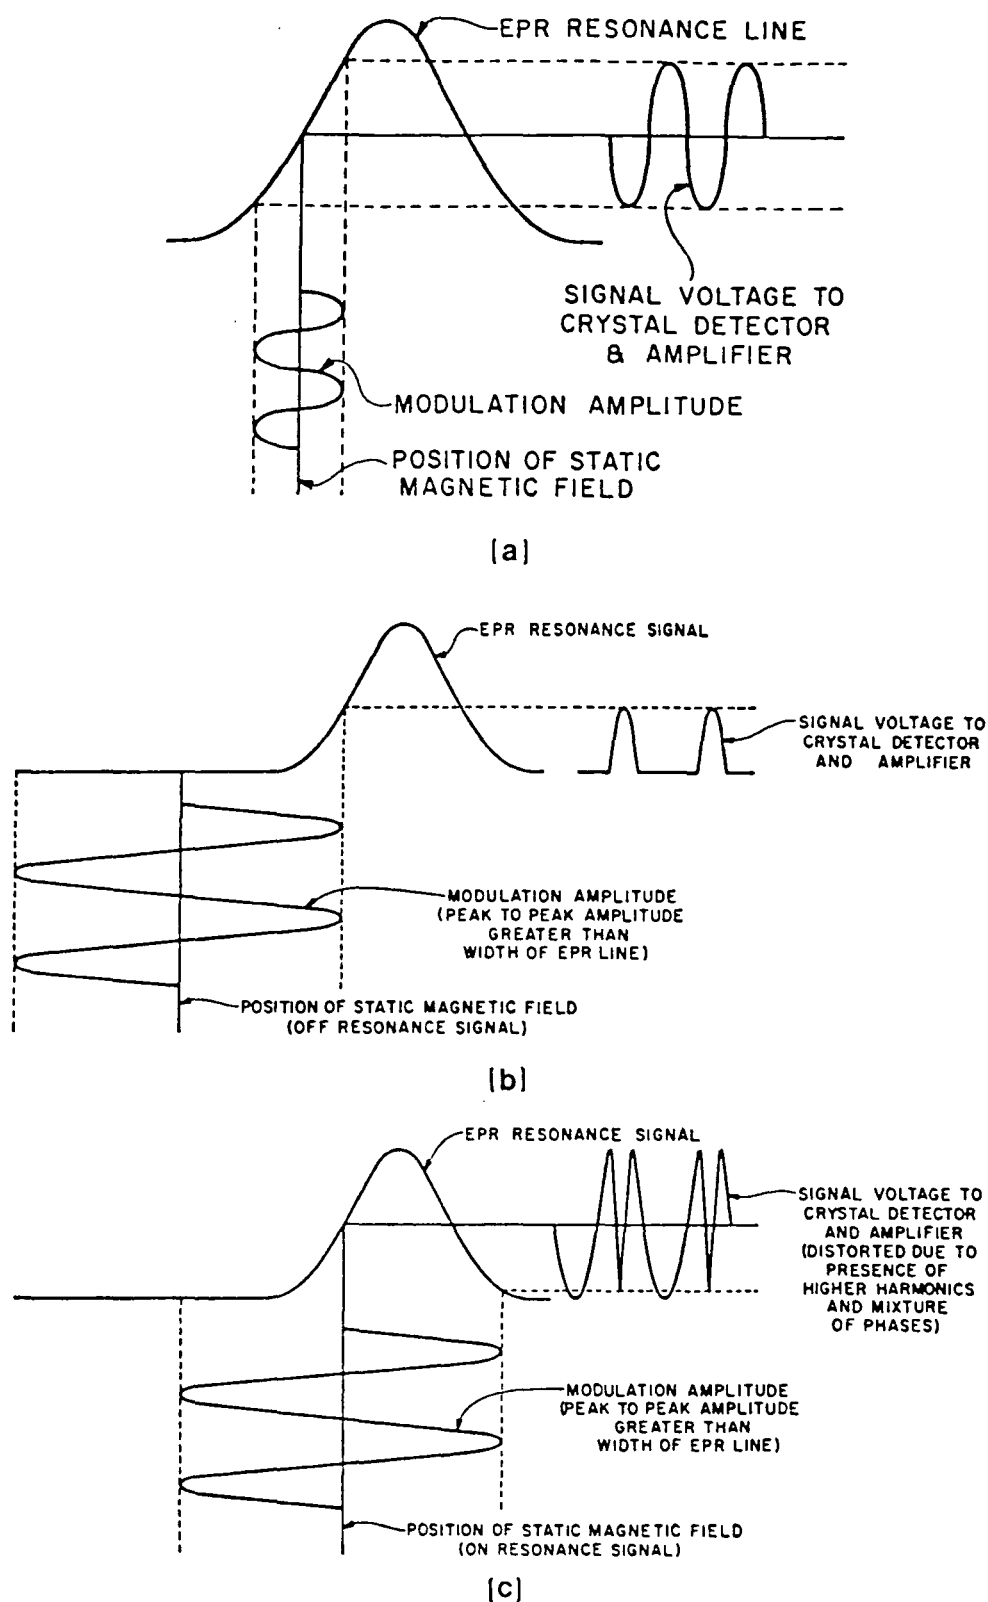 EPR RESONANCE LINE
SIGNAL VOLTAGE TO
CRYSTAL DETECTOR
& AMPLIFIER
MODULATION AMPLITUDE
POSITION OF STATIC
MAGNETIC FIELD
[a]
EPR RESONANCE SIGNAL
SIGNAL VOLTAGE TO
CRYSTAL DETECTOR
AND AMPLIFIER
MODULATION AMPLITUDE
(PEAK TO PEAK AMPLITUDE
GREATER THAN
WIDTH OF EPR LINE)
POSITION OF STATIC MAGNETIC FIELD
(OFF RESONANCE SIGNAL)
[b]
EPR RESONANCE SIGNAL
SIGNAL VOLTAGE TO
CRYSTAL DETECTOR
AND AMPLIFIER
(DISTORTED DUE TO
PRESENCE OF
HIGHER HARMONICS
AND MIXTURE
OF PHASES)
MODULATION AMPLITUDE
(PEAK TO PEAK AMPLITUDE
GREATER THAN
WIDTH OF EPR LINE)
POSITION OF STATIC MAGNETIC FIELD
(ON RESONANCE SIGNAL)
[c]